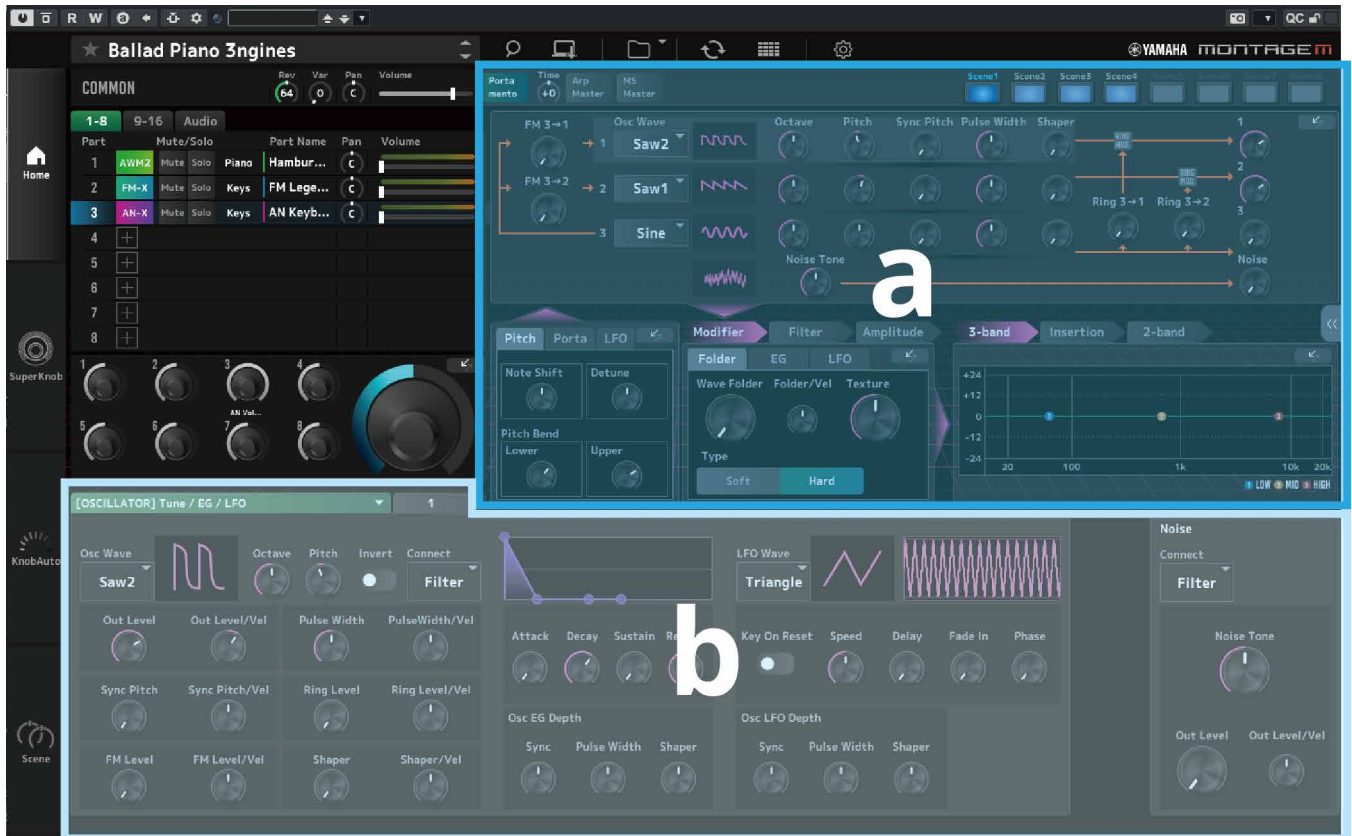 R W a QC
Ballad Piano 3ngines YAMAHA MONTAGE M
COMMON Rev Var Pan Volume
64 0 C
Porta mento Time +0 Arp Master MS Master Scene1 Scene2 Scene3 Scene4
1-8 9-16 Audio
Part Mute/Solo Part Name Pan Volume
1 AWM2 Mute Solo Piano Hambur... C
2 FM-X Mute Solo Keys FM Lege... C
3 AN-X Mute Solo Keys AN Keyb... C
4 +
5 +
6 +
7 +
8 +
Home
SuperKnob
KnobAuto
Scene
1 2 3 4
AN Vol...
5 6 7 8
FM 3→1 Osc Wave Octave Pitch Sync Pitch Pulse Width Shaper 1
1 Saw2 RING MOD.
FM 3→2 2
2 Saw1 RING MOD.
Ring 3→1 Ring 3→2 3
3 Sine
Noise Tone Noise
a
Pitch Porta LFO
Note Shift Detune
Pitch Bend
Lower Upper
Modifier Filter Amplitude
Folder EG LFO
Wave Folder Folder/Vel Texture
Type
Soft Hard
3-band Insertion 2-band
+24
+12
0 1 2 3
-12
-24
20 100 1k 10k 20k
1 LOW 2 MID 3 HIGH
[OSCILLATOR] Tune / EG / LFO 1
Osc Wave Octave Pitch Invert Connect
Saw2 Filter
Out Level Out Level/Vel Pulse Width PulseWidth/Vel
Sync Pitch Sync Pitch/Vel Ring Level Ring Level/Vel
FM Level FM Level/Vel Shaper Shaper/Vel
Attack Decay Sustain
Osc EG Depth
Sync Pulse Width Shaper
b
LFO Wave
Triangle
Key On Reset Speed Delay Fade In Phase
Osc LFO Depth
Sync Pulse Width Shaper
Noise
Connect
Filter
Noise Tone
Out Level Out Level/Vel